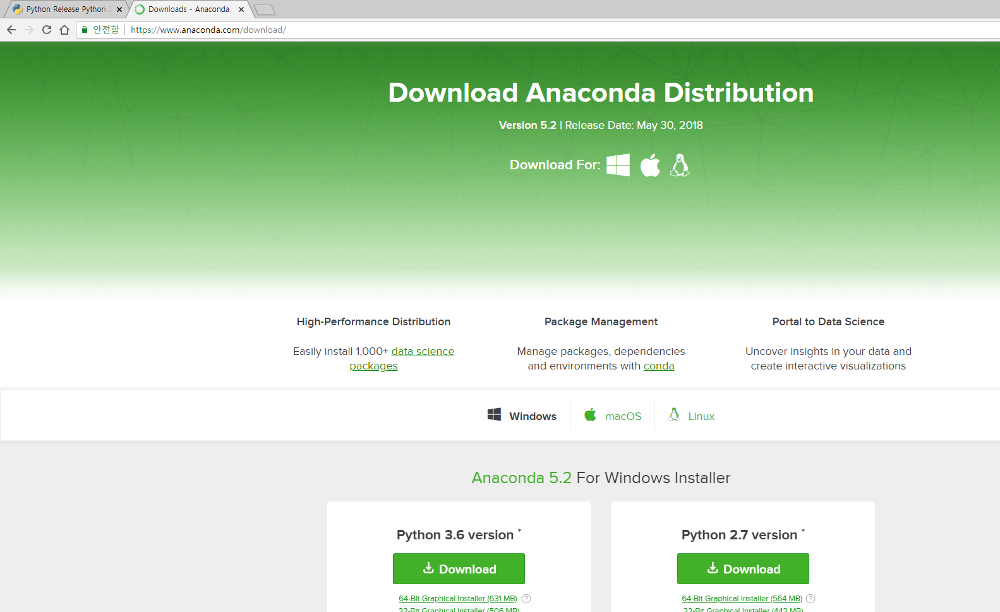 Python Release Python
Downloads - Anaconda
안전함 https://www.anaconda.com/download/
Download Anaconda Distribution
Version 5.2 | Release Date: May 30, 2018
Download For:
High-Performance Distribution
Easily install 1,000+ data science
packages
Package Management
Manage packages, dependencies
and environments with conda
Portal to Data Science
Uncover insights in your data and
create interactive visualizations
Windows
macOS
Linux
Anaconda 5.2 For Windows Installer
Python 3.6 version *
Download
64-Bit Graphical Installer (631 MB) ?
32-Bit Graphical Installer (506 MB)
Python 2.7 version *
Download
64-Bit Graphical Installer (564 MB) ?
32-Bit Graphical Installer (443 MB)